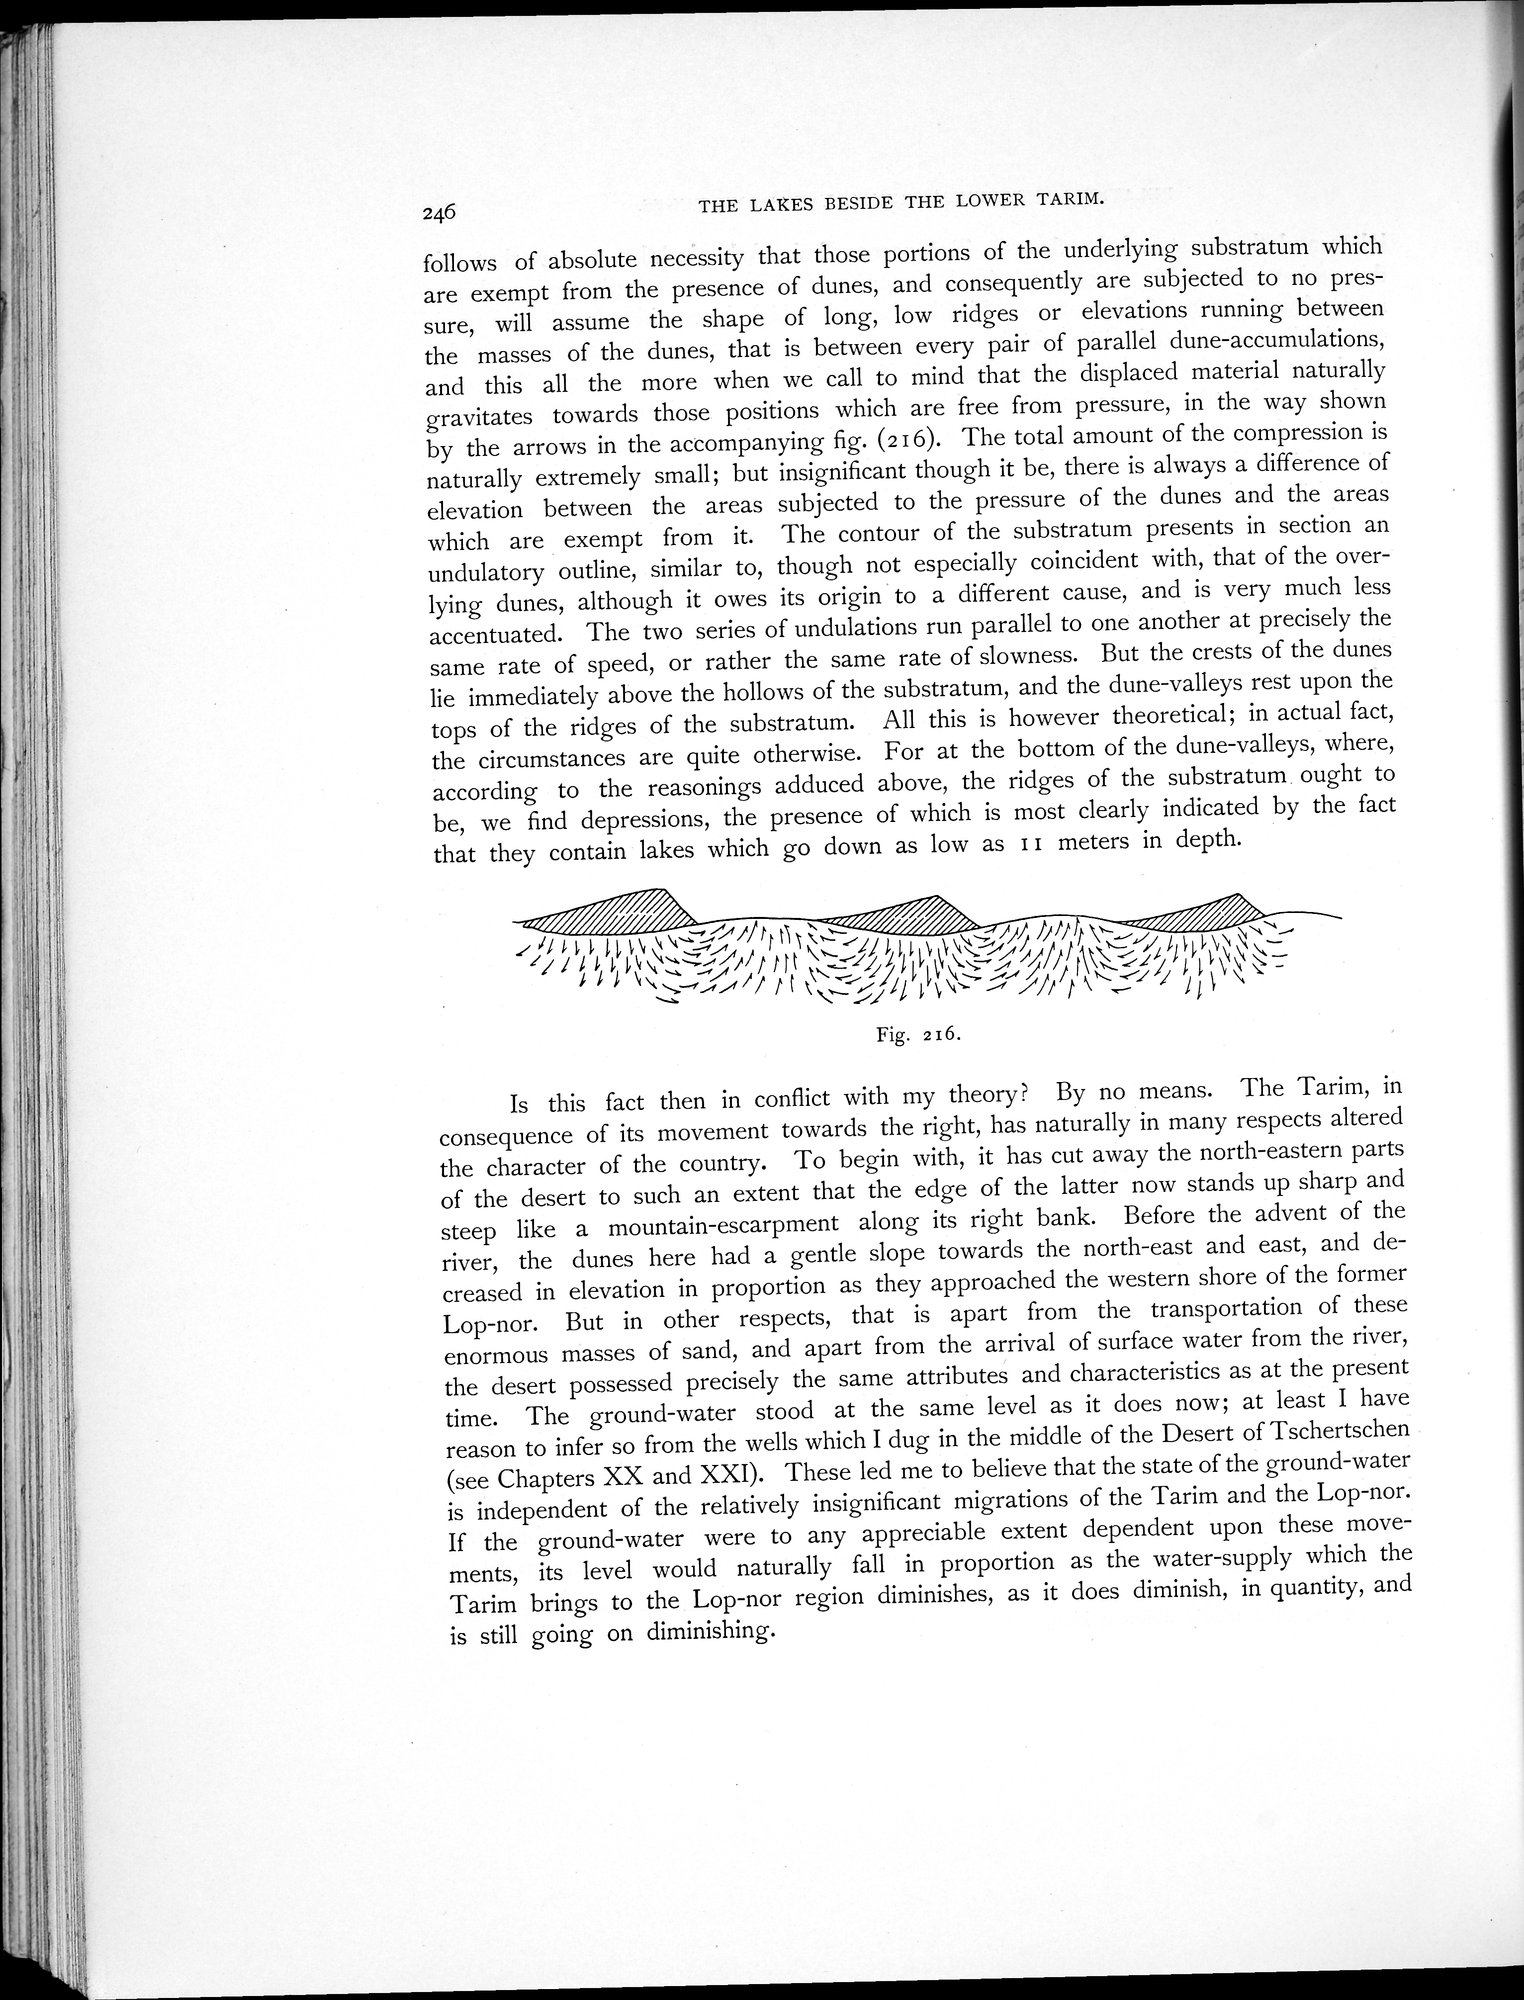 246
THE LAKES BESIDE THE LOWER TARIM.
follows of absolute necessity that those portions of the underlying substratum which
are exempt from the presence of dunes, and consequently are subjected to no pres-
sure, will assume the shape of long, low ridges or elevations running between
the masses of the dunes, that is between every pair of parallel dune-accumulations,
and this all the more when we call to mind that the displaced material naturally
gravitates towards those positions which are free from pressure, in the way shown
by the arrows in the accompanying fig. (216). The total amount of the compression is
naturally extremely small; but insignificant though it be, there is always a difference of
elevation between the areas subjected to the pressure of the dunes and the areas
which are exempt from it. The contour of the substratum presents in section an
undulatory outline, similar to, though not especially coincident with, that of the over-
lying dunes, although it owes its origin to a different cause, and is very much less
accentuated. The two series of undulations run parallel to one another at precisely the
same rate of speed, or rather the same rate of slowness. But the crests of the dunes
lie immediately above the hollows of the substratum, and the dune-valleys rest upon the
tops of the ridges of the substratum. All this is however theoretical; in actual fact,
the circumstances are quite otherwise. For at the bottom of the dune-valleys, where,
according to the reasonings adduced above, the ridges of the substratum ought to
be, we find depressions, the presence of which is most clearly indicated by the fact
that they contain lakes which go down as low as 11 meters in depth.
Fig. 216.
Is this fact then in conflict with my theory? By no means. The Tarim, in
consequence of its movement towards the right, has naturally in many respects altered
the character of the country. To begin with, it has cut away the north-eastern parts
of the desert to such an extent that the edge of the latter now stands up sharp and
steep like a mountain-escarpment along its right bank. Before the advent of the
river, the dunes here had a gentle slope towards the north-east and east, and de-
creased in elevation in proportion as they approached the western shore of the former
Lop-nor. But in other respects, that is apart from the transportation of these
enormous masses of sand, and apart from the arrival of surface water from the river,
the desert possessed precisely the same attributes and characteristics as at the present
time. The ground-water stood at the same level as it does now; at least I have
reason to infer so from the wells which I dug in the middle of the Desert of Tschertschen
(see Chapters XX and XXI). These led me to believe that the state of the ground-water
is independent of the relatively insignificant migrations of the Tarim and the Lop-nor.
If the ground-water were to any appreciable extent dependent upon these move-
ments, its level would naturally fall in proportion as the water-supply which the
Tarim brings to the Lop-nor region diminishes, as it does diminish, in quantity, and
is still going on diminishing.